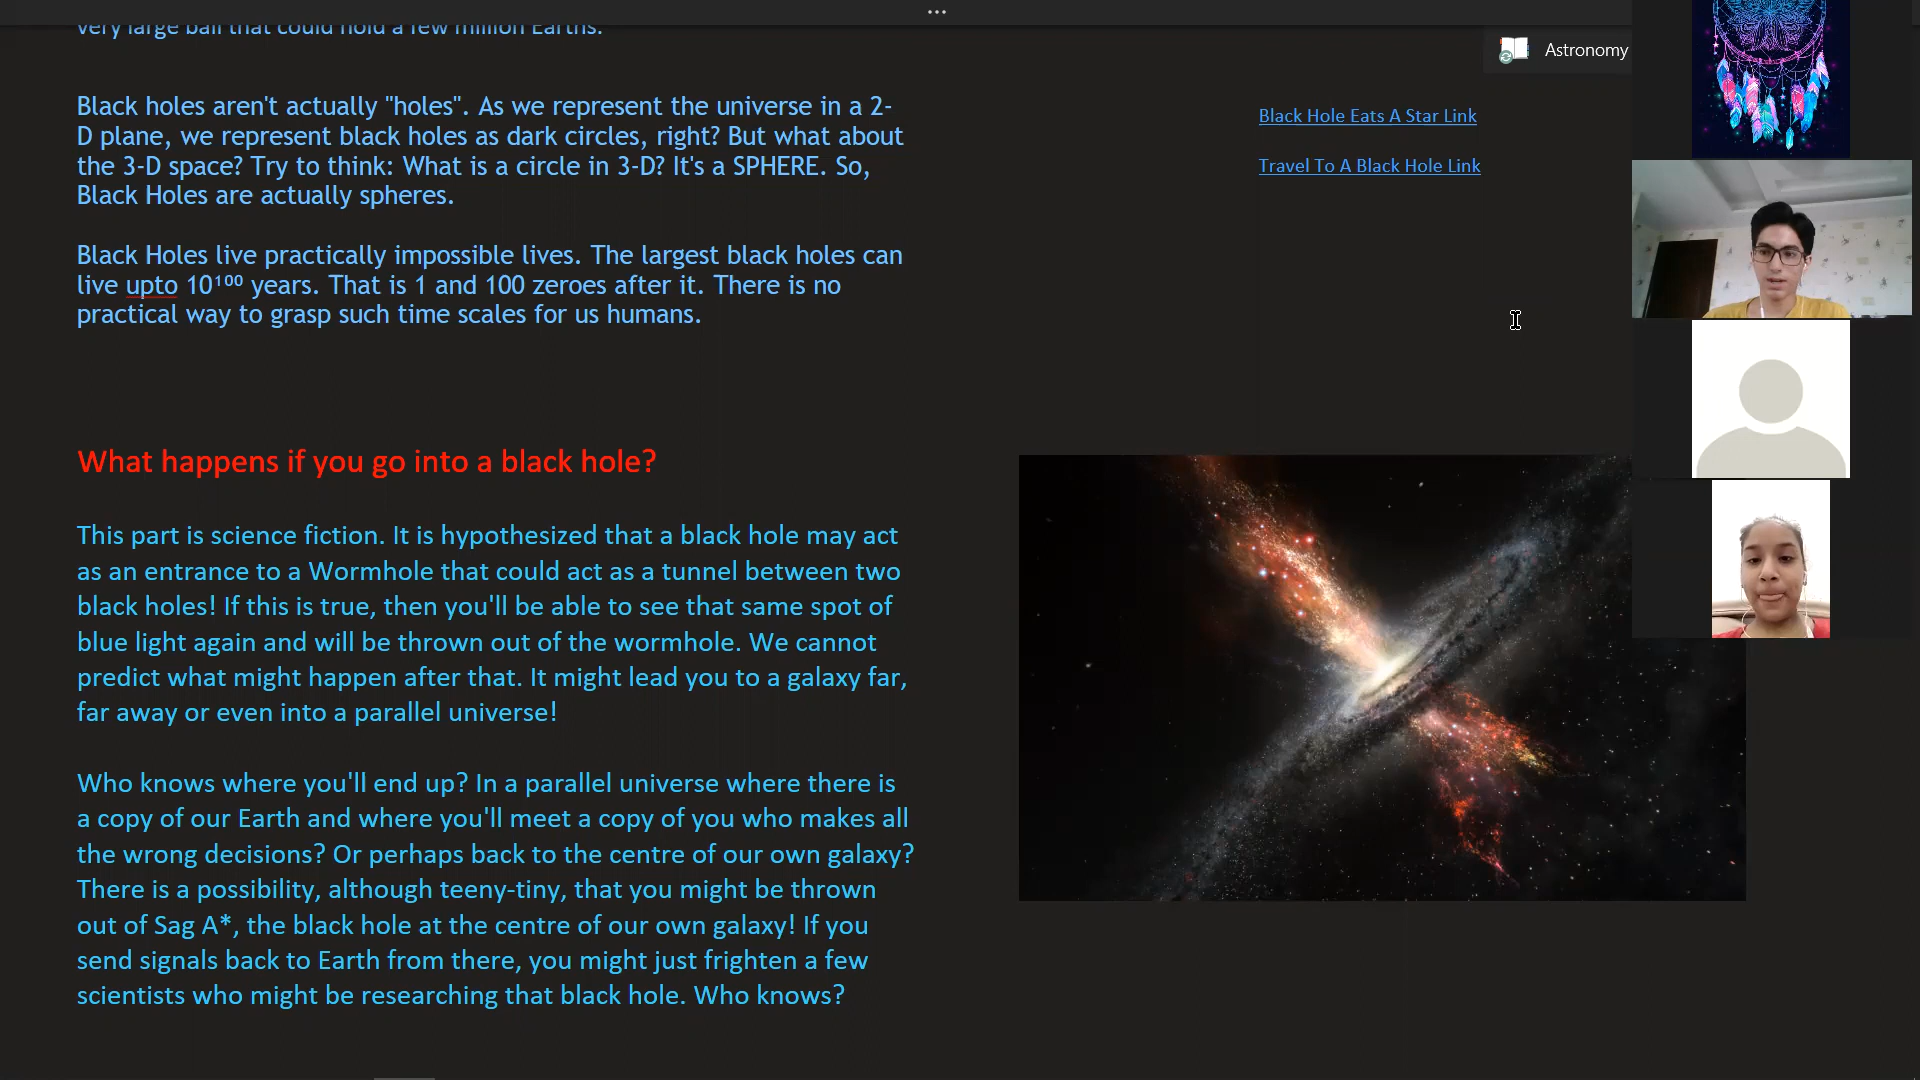 very large ball that could hold a few million Earths.
Astronomy
Black holes aren't actually "holes". As we represent the universe in a 2-
D plane, we represent black holes as dark circles, right? But what about
the 3-D space? Try to think: What is a circle in 3-D? It's a SPHERE. So,
Black Holes are actually spheres.
Black Holes live practically impossible lives. The largest black holes can
live upto 10¹⁰⁰ years. That is 1 and 100 zeroes after it. There is no
practical way to grasp such time scales for us humans.
Black Hole Eats A Star Link
Travel To A Black Hole Link
What happens if you go into a black hole?
This part is science fiction. It is hypothesized that a black hole may act
as an entrance to a Wormhole that could act as a tunnel between two
black holes! If this is true, then you'll be able to see that same spot of
blue light again and will be thrown out of the wormhole. We cannot
predict what might happen after that. It might lead you to a galaxy far,
far away or even into a parallel universe!
Who knows where you'll end up? In a parallel universe where there is
a copy of our Earth and where you'll meet a copy of you who makes all
the wrong decisions? Or perhaps back to the centre of our own galaxy?
There is a possibility, although teeny-tiny, that you might be thrown
out of Sag A*, the black hole at the centre of our own galaxy! If you
send signals back to Earth from there, you might just frighten a few
scientists who might be researching that black hole. Who knows?